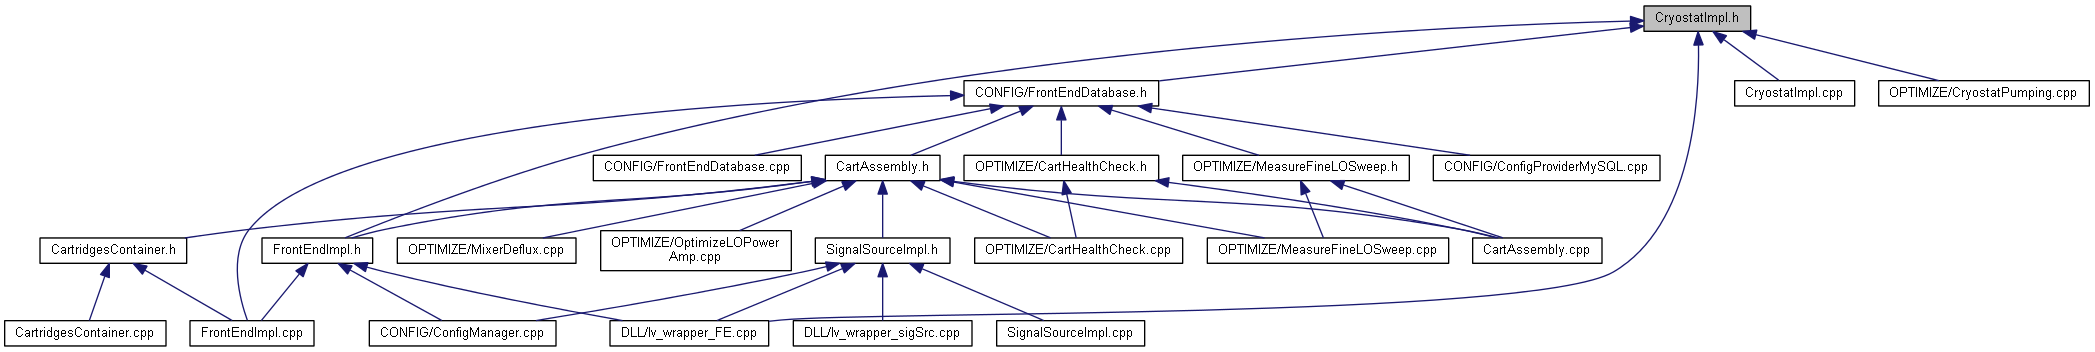 CryostatImpl.h
CONFIG/FrontEndDatabase.h
CryostatImpl.cpp
OPTIMIZE/CryostatPumping.cpp
CONFIG/FrontEndDatabase.cpp
CartAssembly.h
OPTIMIZE/CartHealthCheck.h
OPTIMIZE/MeasureFineLOSweep.h
CONFIG/ConfigProviderMySQL.cpp
CartridgesContainer.h
FrontEndImpl.h
OPTIMIZE/MixerDeflux.cpp
OPTIMIZE/OptimizeLOPower
Amp.cpp
SignalSourceImpl.h
OPTIMIZE/CartHealthCheck.cpp
OPTIMIZE/MeasureFineLOSweep.cpp
CartAssembly.cpp
CartridgesContainer.cpp
FrontEndImpl.cpp
CONFIG/ConfigManager.cpp
DLL/lv_wrapper_FE.cpp
DLL/lv_wrapper_sigSrc.cpp
SignalSourceImpl.cpp